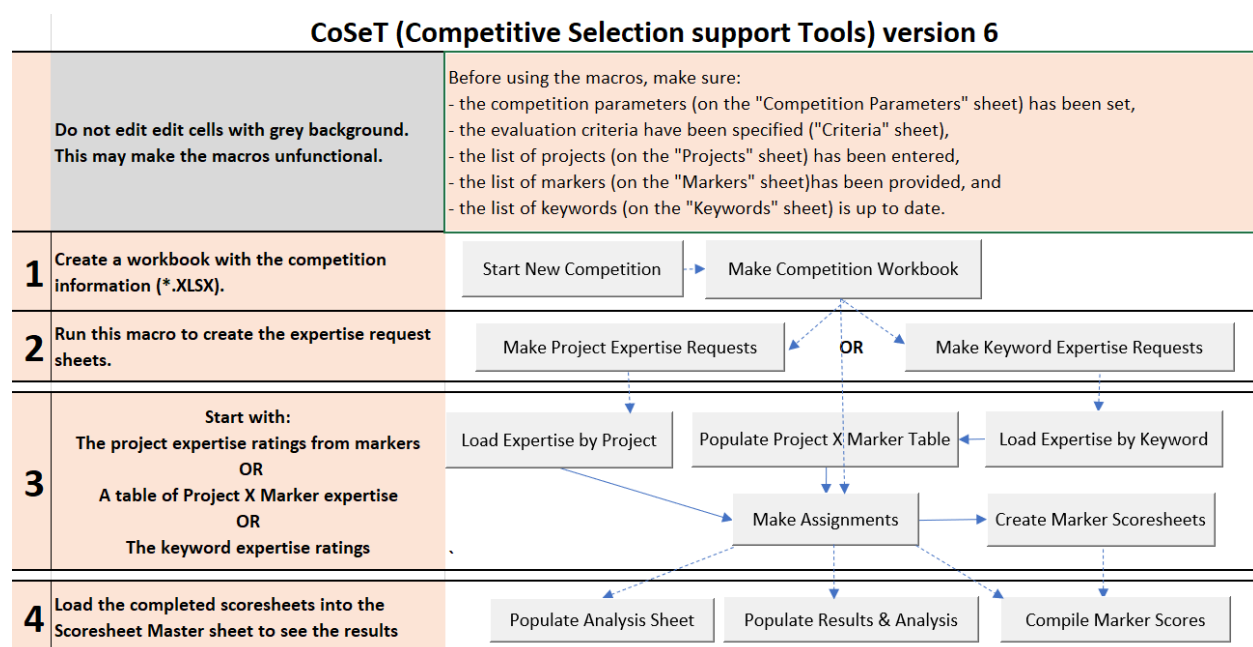 CoSeT (Competitive Selection support Tools) version 6
Do not edit edit cells with grey background.
This may make the macros unfunctional.
Before using the macros, make sure:
- the competition parameters (on the "Competition Parameters" sheet) has been set,
- the evaluation criteria have been specified ("Criteria" sheet),
- the list of projects (on the "Projects" sheet) has been entered,
- the list of markers (on the "Markers" sheet)has been provided, and
- the list of keywords (on the "Keywords" sheet) is up to date.
1
Create a workbook with the competition
information (*.XLSX).
Start New Competition
Make Competition Workbook
2
Run this macro to create the expertise request
sheets.
Make Project Expertise Requests
OR
Make Keyword Expertise Requests
3
Start with:
The project expertise ratings from markers
OR
A table of Project X Marker expertise
OR
The keyword expertise ratings
Load Expertise by Project
Populate Project X Marker Table
Load Expertise by Keyword
Make Assignments
Create Marker Scoresheets
`
4
Load the completed scoresheets into the
Scoresheet Master sheet to see the results
Populate Analysis Sheet
Populate Results & Analysis
Compile Marker Scores